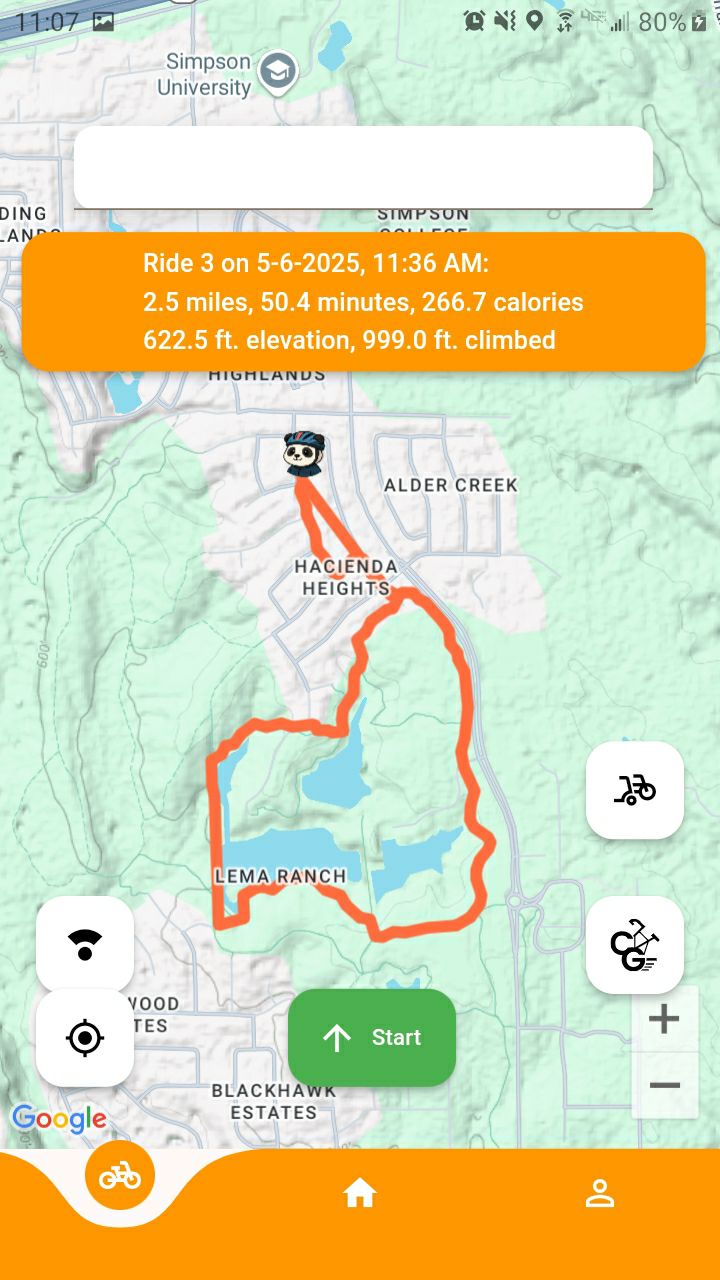 11:07
80%
Simpson
University
DING
LANDS
SIMPSON
COLLEGE
Ride 3 on 5-6-2025, 11:36 AM:
2.5 miles, 50.4 minutes, 266.7 calories
622.5 ft. elevation, 999.0 ft. climbed
HIGHLANDS
ALDER CREEK
HACIENDA
HEIGHTS
600'
LEMA RANCH
WOOD
TES
CG
Start
BLACKHAWK
ESTATES
+
−
Google